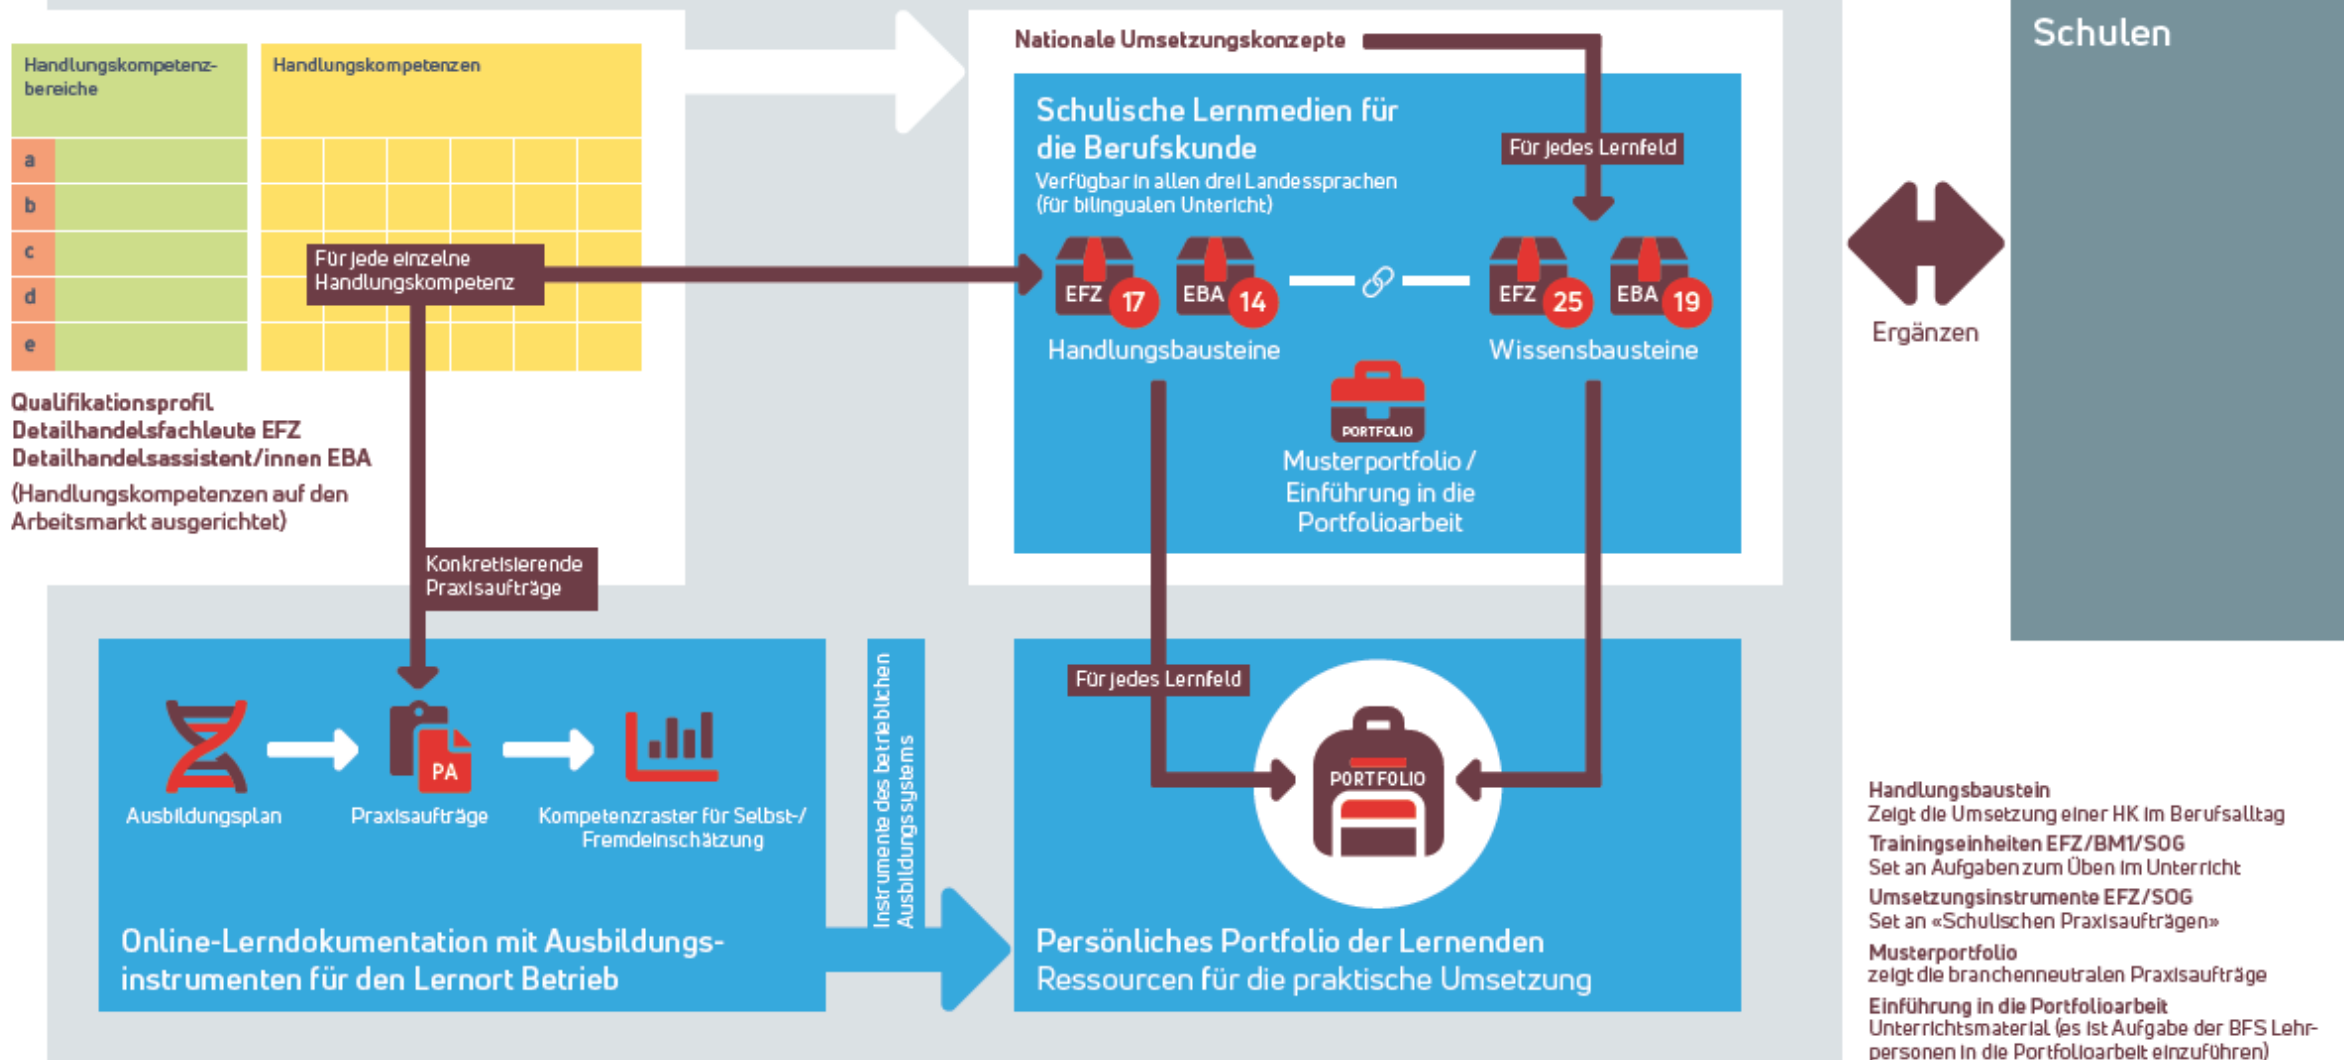 Handlungskompetenz-
bereiche
Handlungskompetenzen
a
b
c
d
e
Für jede einzelne
Handlungskompetenz
Qualifikationsprofil
Detailhandelsfachleute EFZ
Detailhandelsassistent/innen EBA
(Handlungskompetenzen auf den
Arbeitsmarkt ausgerichtet)
Konkretisierende
Praxisaufträge
Nationale Umsetzungskonzepte
Schulische Lernmedien für
die Berufskunde
Verfügbar in allen drei Landessprachen
(für bilingualen Untericht)
Für jedes Lernfeld
EFZ 17
EBA 14
EFZ 25
EBA 19
Handlungsbausteine
Wissensbausteine
PORTFOLIO
Musterportfolio /
Einführung in die
Portfolioarbeit
Schulen
Ergänzen
PA
Ausbildungsplan
Praxisaufträge
Kompetenzraster für Selbst-/
Fremdeinschätzung
Online-Lerndokumentation mit Ausbildungs-
instrumenten für den Lernort Betrieb
Instrumente des betrieblichen
Ausbildungssystems
Für jedes Lernfeld
PORTFOLIO
Persönliches Portfolio der Lernenden
Ressourcen für die praktische Umsetzung
Handlungsbaustein
Zeigt die Umsetzung einer HK im Berufsalltag
Trainingseinheiten EFZ/BM1/SOG
Set an Aufgaben zum Üben im Unterricht
Umsetzungsinstrumente EFZ/SOG
Set an «Schulischen Praxisaufträgen»
Musterportfolio
zeigt die branchenneutralen Praxisaufträge
Einführung in die Portfolioarbeit
Unterrichtsmaterial (es ist Aufgabe der BFS Lehr-
personen in die Portfolioarbeit einzuführen)